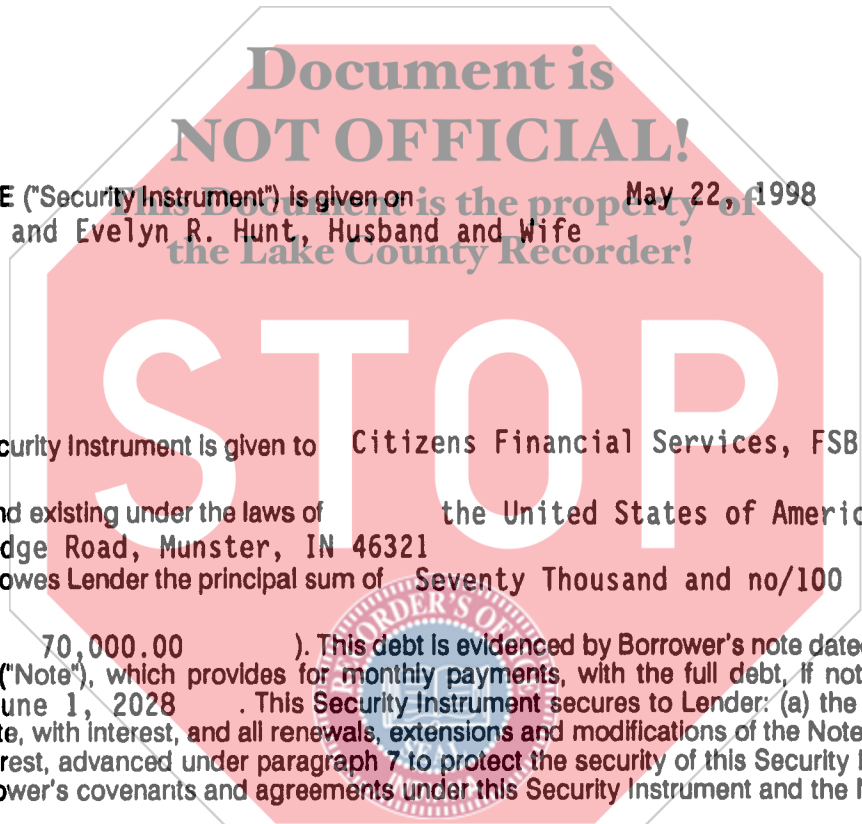 Document is
NOT OFFICIAL!
E ("Security Instrument") is given on May 22, 1998
This Document is the property of
and Evelyn R. Hunt, Husband and Wife
the Lake County Recorder!
STOP
curity Instrument is given to Citizens Financial Services, FSB
nd existing under the laws of the United States of Americ
dge Road, Munster, IN 46321
owes Lender the principal sum of Seventy Thousand and no/100
70,000.00 ). This debt is evidenced by Borrower's note date
("Note"), which provides for monthly payments, with the full debt, if not
une 1, 2028 . This Security Instrument secures to Lender: (a) the
te, with interest, and all renewals, extensions and modifications of the Note
rest, advanced under paragraph 7 to protect the security of this Security I
ower's covenants and agreements under this Security Instrument and the N
RECORDER'S OFFICE
SEAL